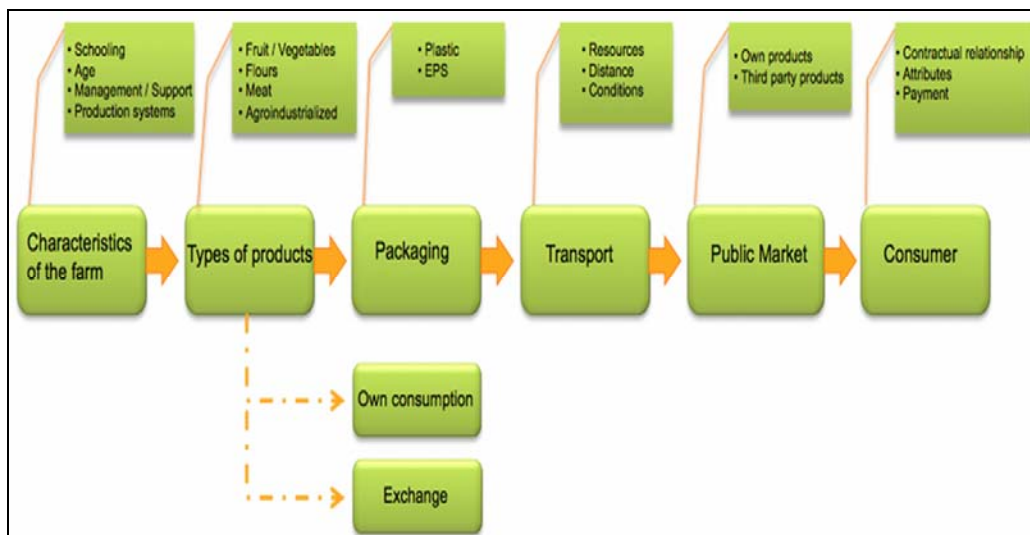 • Schooling
• Age
• Management / Support
• Production systems
• Fruit / Vegetables
• Flours
• Meat
• Agroindustrialized
• Plastic
• EPS
• Resources
• Distance
• Conditions
• Own products
• Third party products
• Contractual relationship
• Attributes
• Payment
Characteristics
of the farm
Types of products
Packaging
Transport
Public Market
Consumer
Own consumption
Exchange